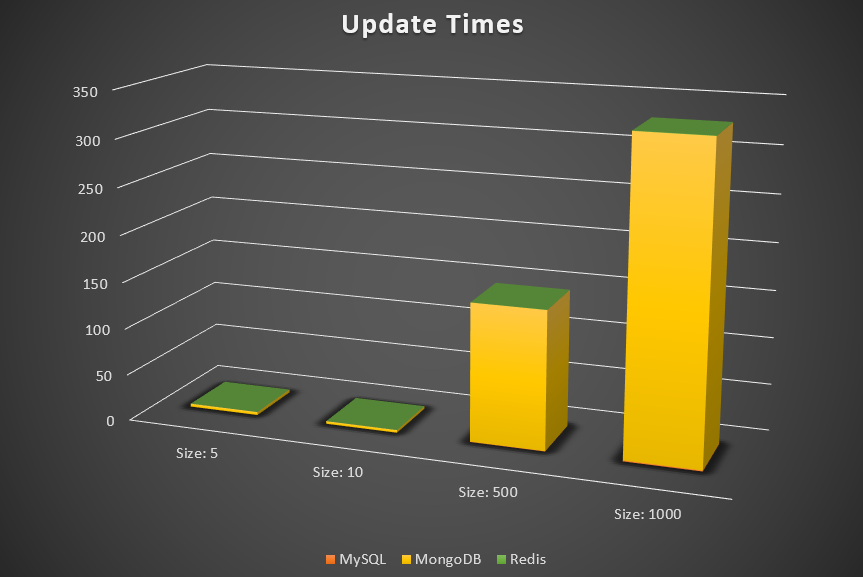 Update Times
350
300
250
200
150
100
50
0
Size: 5
Size: 10
Size: 500
Size: 1000
MySQL MongoDB Redis